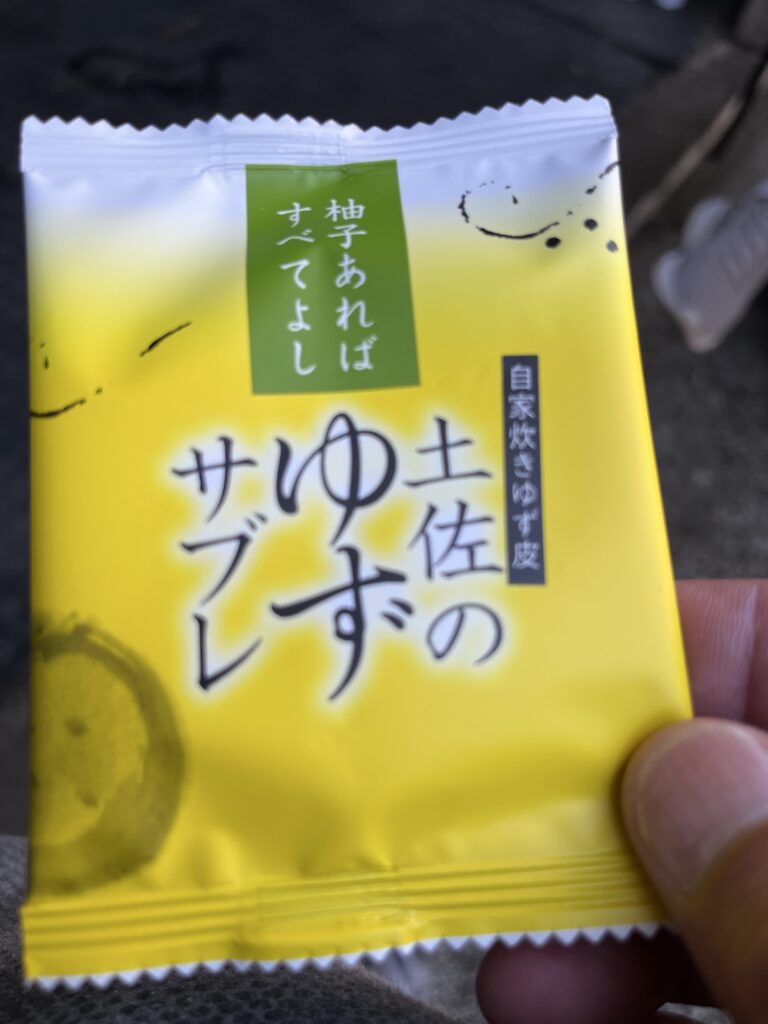 柚子あれば
すべてよし
自家炊きゆず皮
土佐の
ゆず
サブレ